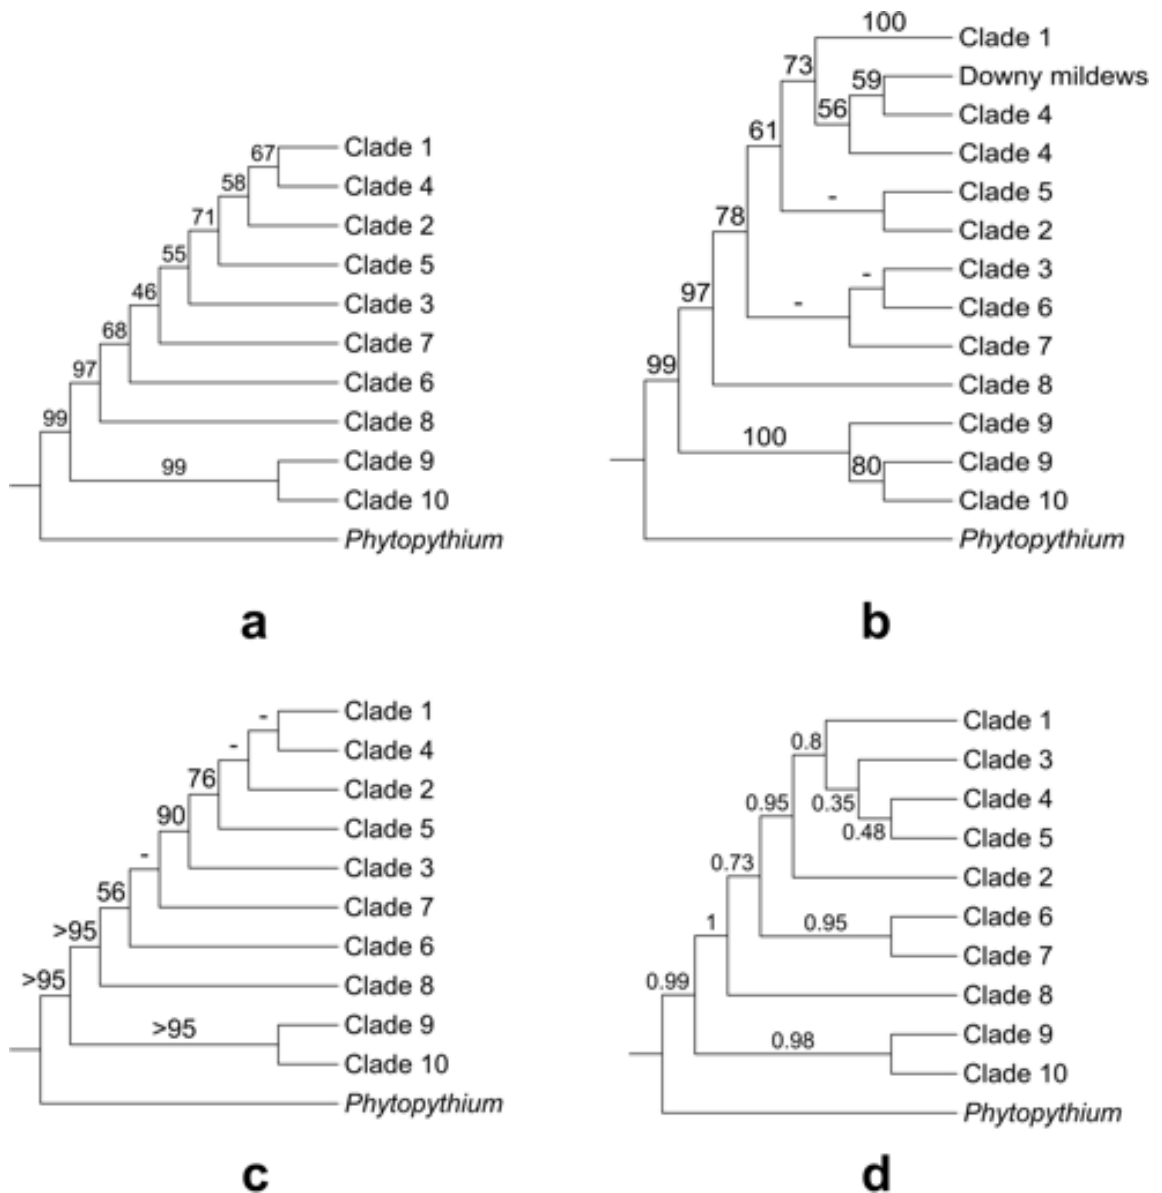 67
Clade 1
58
Clade 4
71
Clade 2
55
Clade 5
46
Clade 3
68
Clade 7
97
Clade 6
99
Clade 8
99
Clade 9
Clade 10
Phytopythium
a
100
Clade 1
73
59
Downy mildews
56
Clade 4
61
Clade 4
-
Clade 5
78
Clade 2
-
Clade 3
97
-
Clade 6
Clade 7
99
Clade 8
100
Clade 9
80
Clade 9
Clade 10
Phytopythium
b
-
Clade 1
-
Clade 4
76
Clade 2
90
Clade 5
-
Clade 3
56
Clade 7
>95
Clade 6
>95
Clade 8
>95
Clade 9
Clade 10
Phytopythium
c
Clade 1
0.8
Clade 3
0.95
0.35
Clade 4
0.48
Clade 5
0.73
Clade 2
1
0.95
Clade 6
Clade 7
0.99
Clade 8
0.98
Clade 9
Clade 10
Phytopythium
d